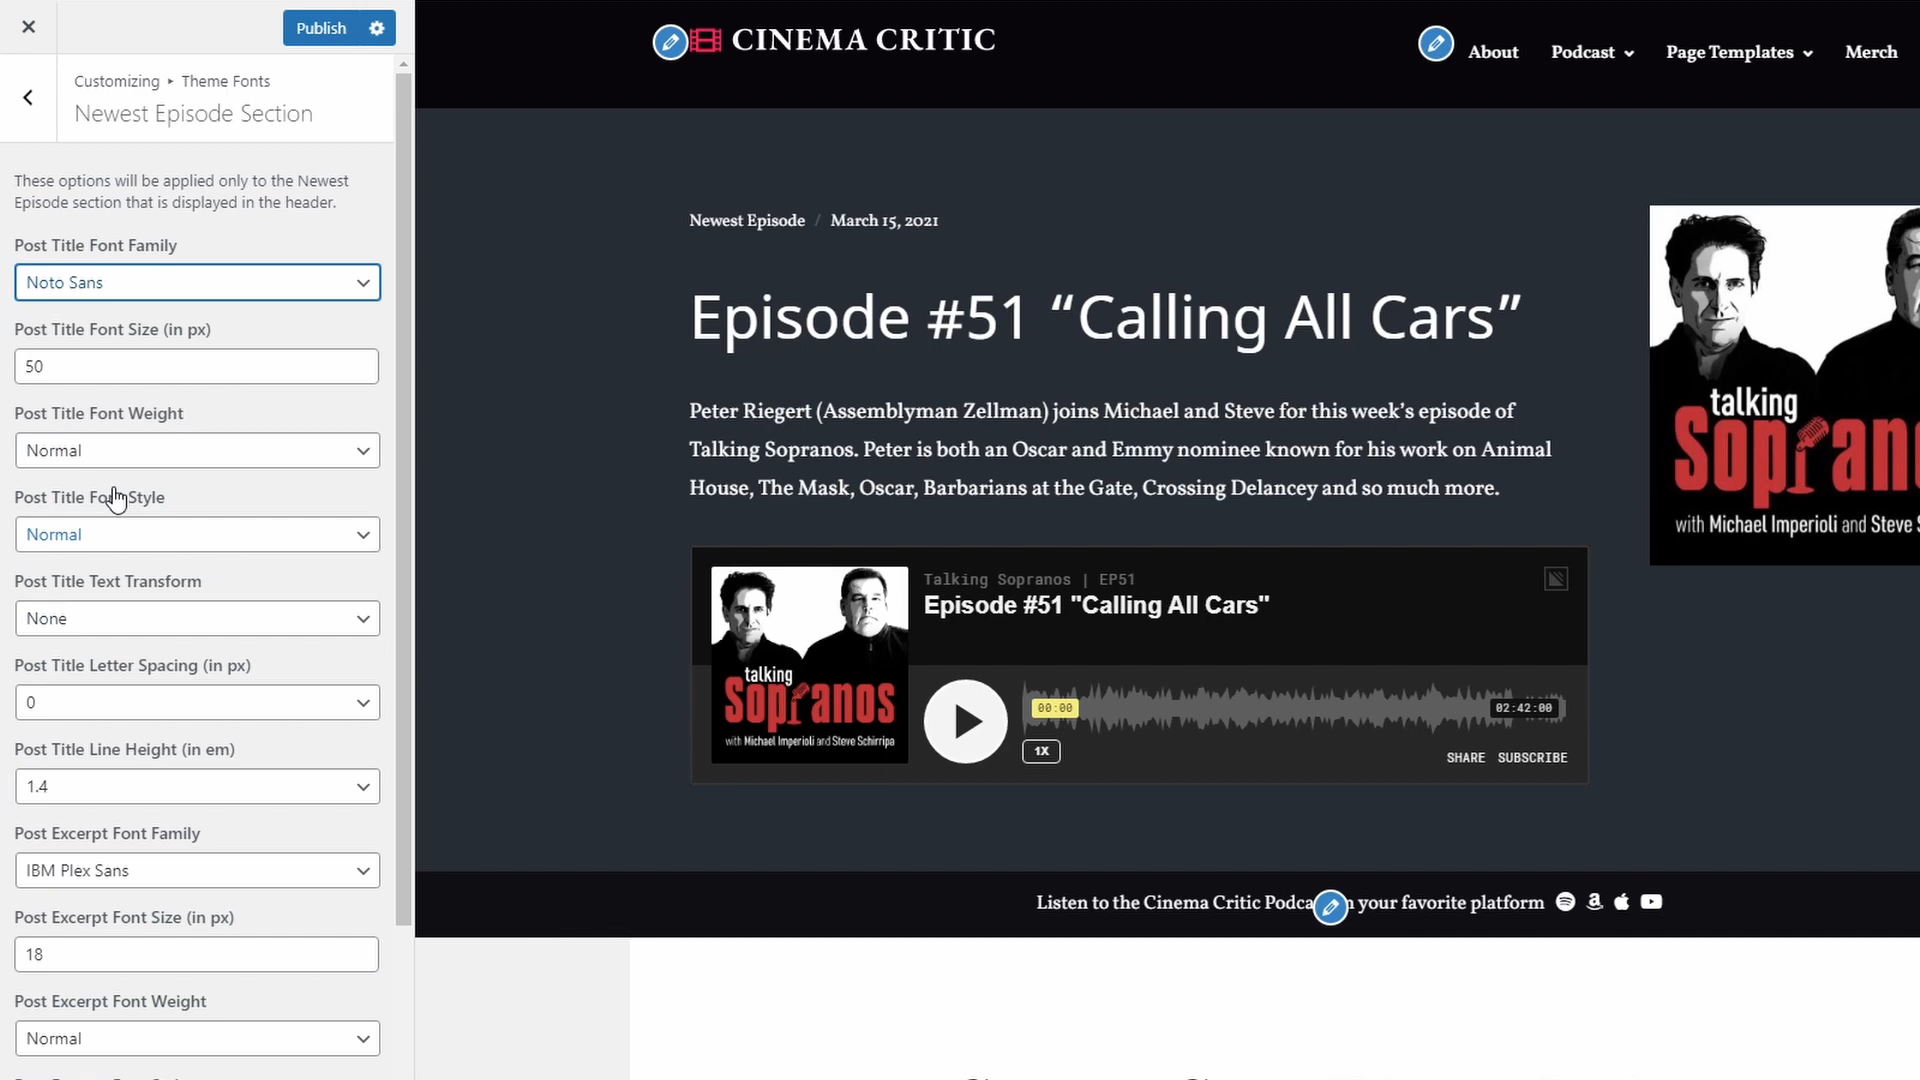 Publish
Customizing ▸ Theme Fonts
Newest Episode Section
These options will be applied only to the Newest
Episode section that is displayed in the header.
Post Title Font Family
Noto Sans
Post Title Font Size (in px)
50
Post Title Font Weight
Normal
Post Title Font Style
Normal
Post Title Text Transform
None
Post Title Letter Spacing (in px)
0
Post Title Line Height (in em)
1.4
Post Excerpt Font Family
IBM Plex Sans
Post Excerpt Font Size (in px)
18
Post Excerpt Font Weight
Normal
CINEMA CRITIC
About Podcast Page Templates Merch
Newest Episode / March 15, 2021
Episode #51 “Calling All Cars”
Peter Riegert (Assemblyman Zellman) joins Michael and Steve for this week’s episode of
Talking Sopranos. Peter is both an Oscar and Emmy nominee known for his work on Animal
House, The Mask, Oscar, Barbarians at the Gate, Crossing Delancey and so much more.
talking
Sopranos
with Michael Imperioli and Steve Schirripa
Talking Sopranos | EP51
Episode #51 "Calling All Cars"
00:00
02:42:00
1X
SHARE SUBSCRIBE
talking
Sopran
with Michael Imperioli and Steve S
Listen to the Cinema Critic Podca n your favorite platform